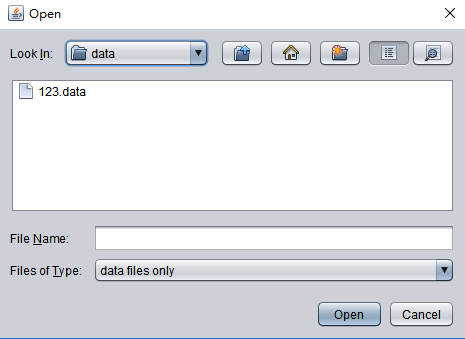 Open
Look In: data
123.data
File Name:
Files of Type: data files only
Open Cancel